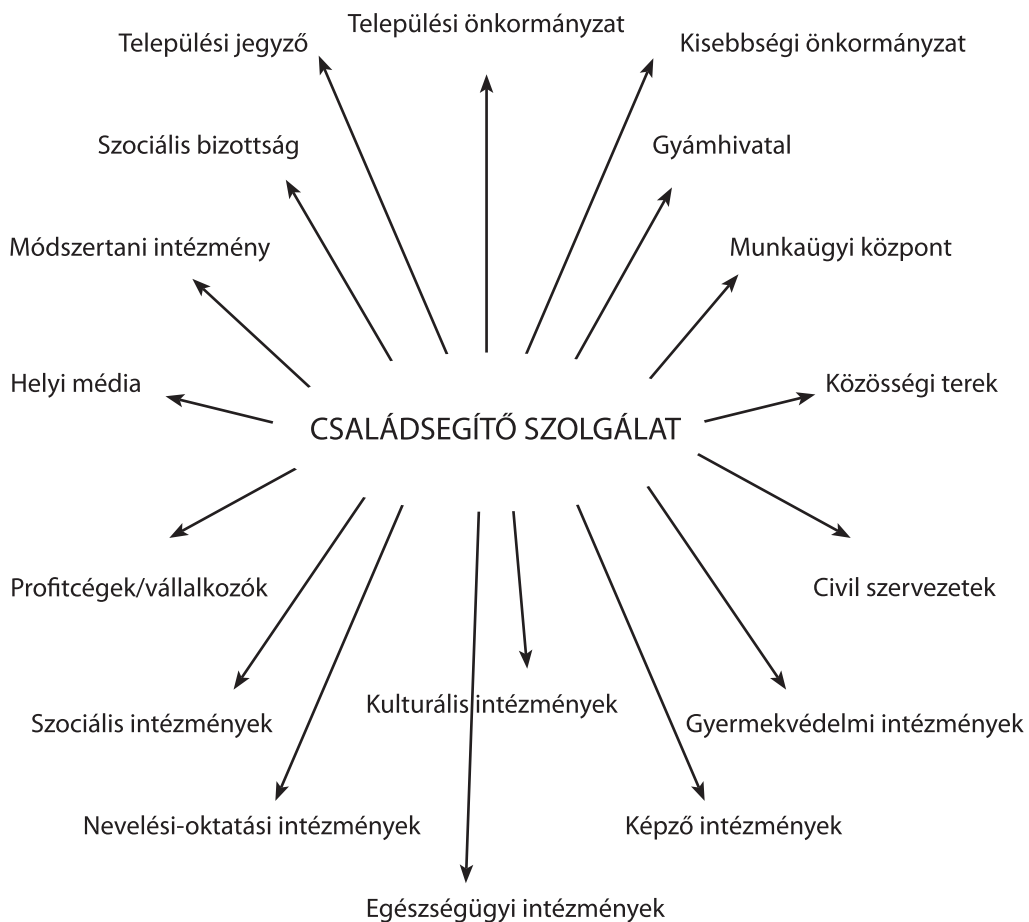 Települési önkormányzat
Települési jegyző
Kisebbségi önkormányzat
Szociális bizottság
Gyámhivatal
Módszertani intézmény
Munkaügyi központ
Helyi média
Közösségi terek
CSALÁDSEGÍTŐ SZOLGÁLAT
Profitcégek/vállalkozók
Civil szervezetek
Kulturális intézmények
Szociális intézmények
Gyermekvédelmi intézmények
Nevelési-oktatási intézmények
Képző intézmények
Egészségügyi intézmények